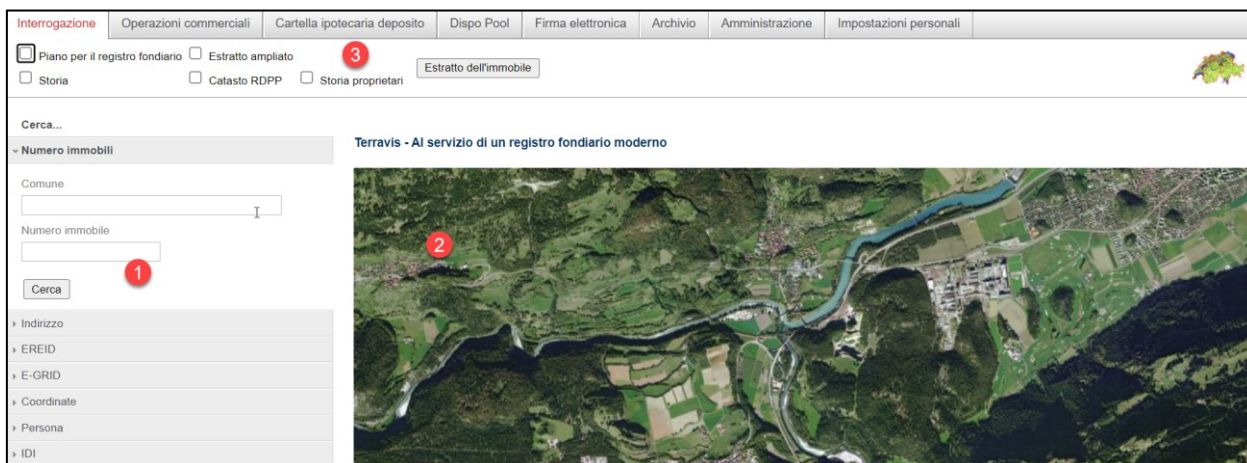 Interrogazione Operazioni commerciali Cartella ipotecaria deposito Dispo Pool Firma elettronica Archivio Amministrazione Impostazioni personali
Piano per il registro fondiario Estratto ampliato 3
Storia Catasto RDPP Storia proprietari Estratto dell'immobile
Cerca...
Numero immobili
Comune
Numero immobile
1
Cerca
Indirizzo
EREID
E-GRID
Coordinate
Persona
IDI
Terravis - Al servizio di un registro fondiario moderno
2